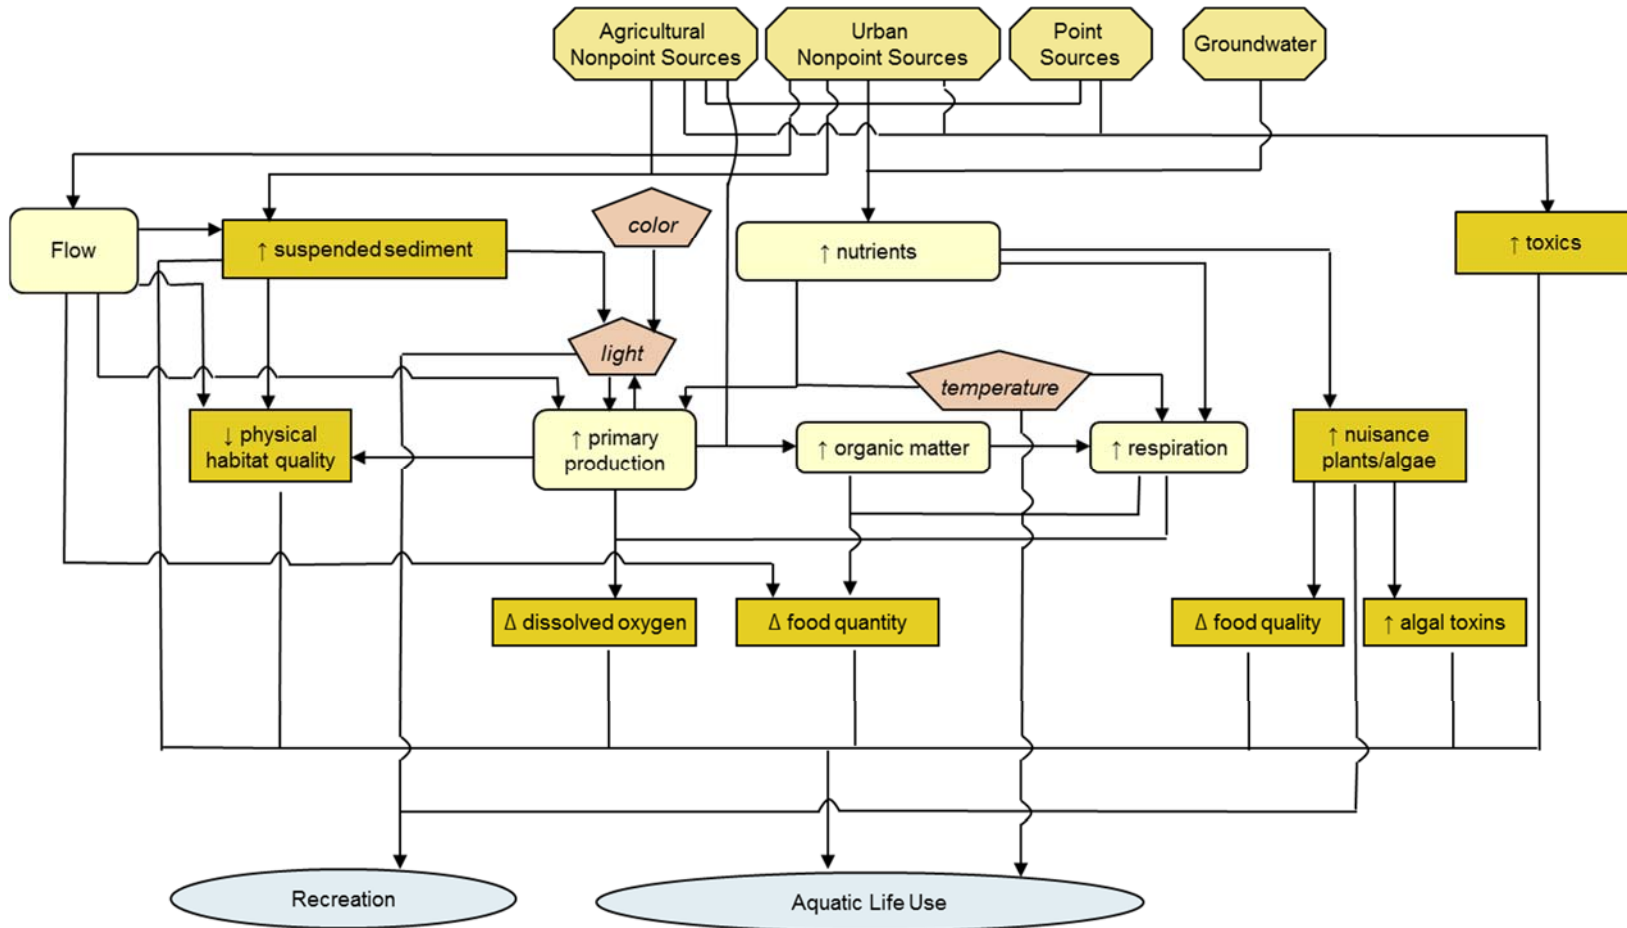 Agricultural
Nonpoint Sources
Urban
Nonpoint Sources
Point
Sources
Groundwater
Flow
↑ suspended sediment
color
↑ nutrients
↑ toxics
light
temperature
↓ physical
habitat quality
↑ primary
production
↑ organic matter
↑ respiration
↑ nuisance
plants/algae
Δ dissolved oxygen
Δ food quantity
Δ food quality
↑ algal toxins
Recreation
Aquatic Life Use